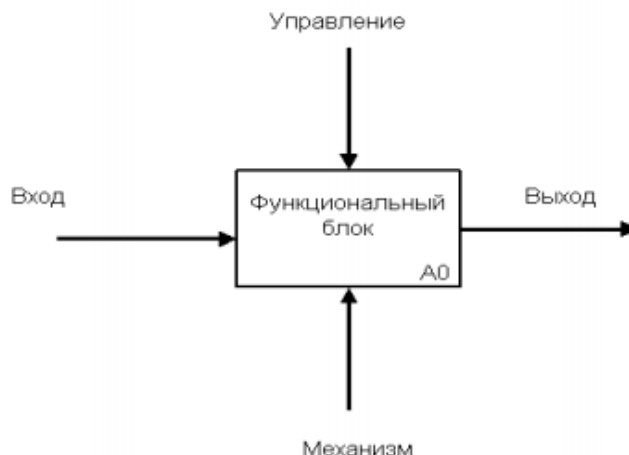 Управление
Вход
Функциональный
блок
Выход
A0
Механизм